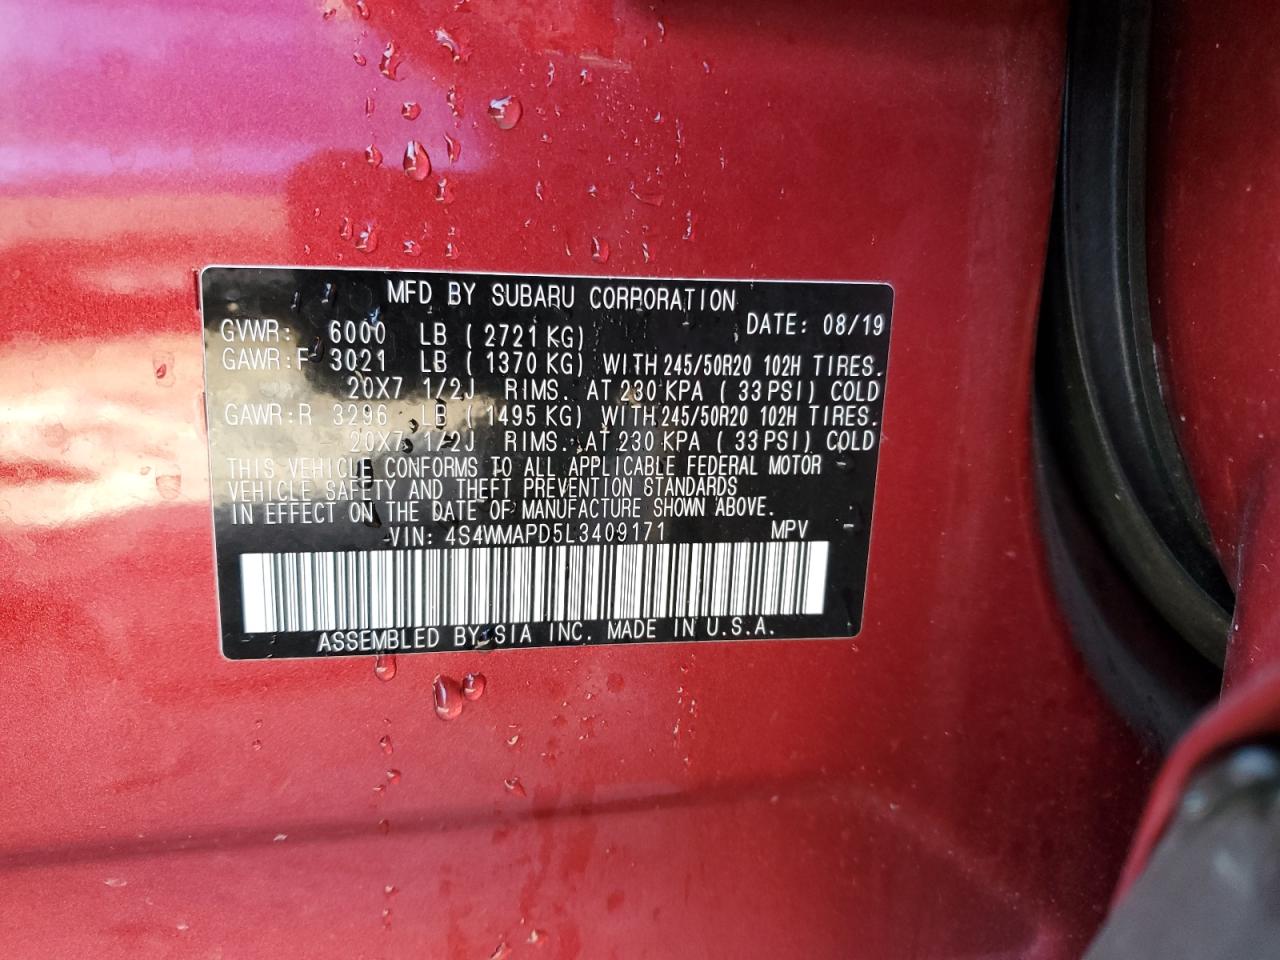 MFD BY SUBARU CORPORATION
DATE: 08/19
GVWR: 6000 LB ( 2721 KG)
GAWR:F 3021 LB ( 1370 KG) WITH 245/50R20 102H TIRES.
20X7 1/2J RIMS. AT 230 KPA ( 33 PSI) COLD
GAWR:R 3296 LB ( 1495 KG) WITH 245/50R20 102H TIRES.
20X7 1/2J RIMS. AT 230 KPA ( 33 PSI) COLD
THIS VEHICLE CONFORMS TO ALL APPLICABLE FEDERAL MOTOR
VEHICLE SAFETY AND THEFT PREVENTION STANDARDS
IN EFFECT ON THE DATE OF MANUFACTURE SHOWN ABOVE.
VIN: 4S4WMAPD5L3409171 MPV
ASSEMBLED BY SIA INC. MADE IN U.S.A.